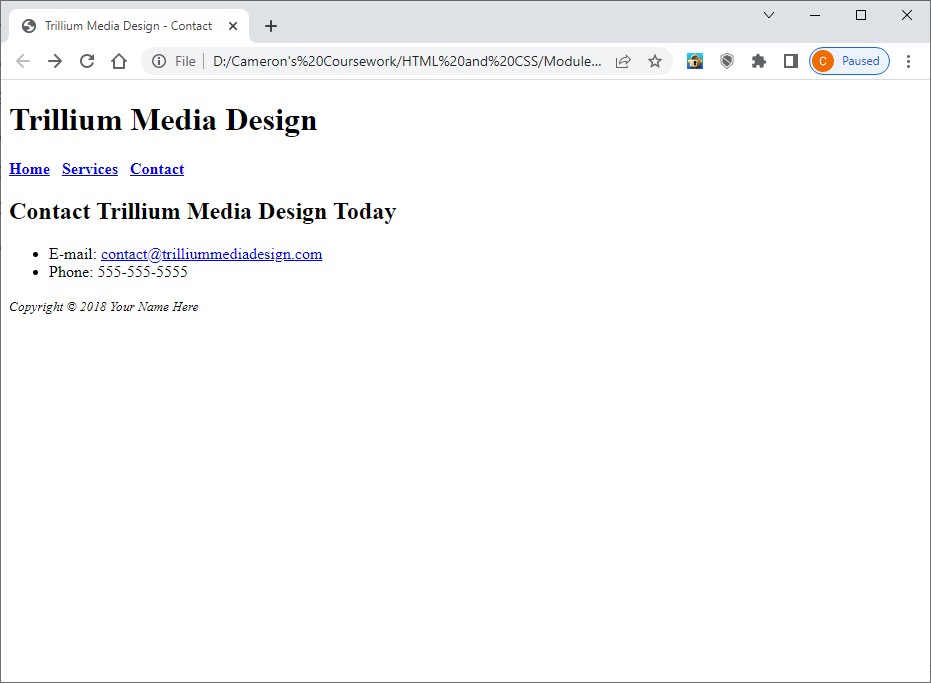 Trillium Media Design - Contact
File D:/Cameron's%20Coursework/HTML%20and%20CSS/Module... C Paused
Trillium Media Design
Home Services Contact
Contact Trillium Media Design Today
E-mail: contact@trilliummediadesign.com
Phone: 555-555-5555
Copyright © 2018 Your Name Here